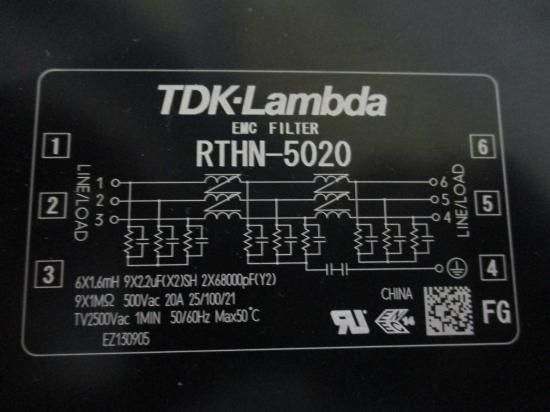 TDK-Lambda
EMC FILTER
RTHN-5020
1
2
3
LINE/LOAD
1
2
3
6
5
4
LINE/LOAD
6
5
4
6X1.6mH 9X2.2uF(X2)SH 2X68000pF(Y2)
9X1MΩ 500Vac 20A 25/100/21
TV2500Vac 1MIN 50/60Hz Max50°C
EZ130905
CHINA
14
FG